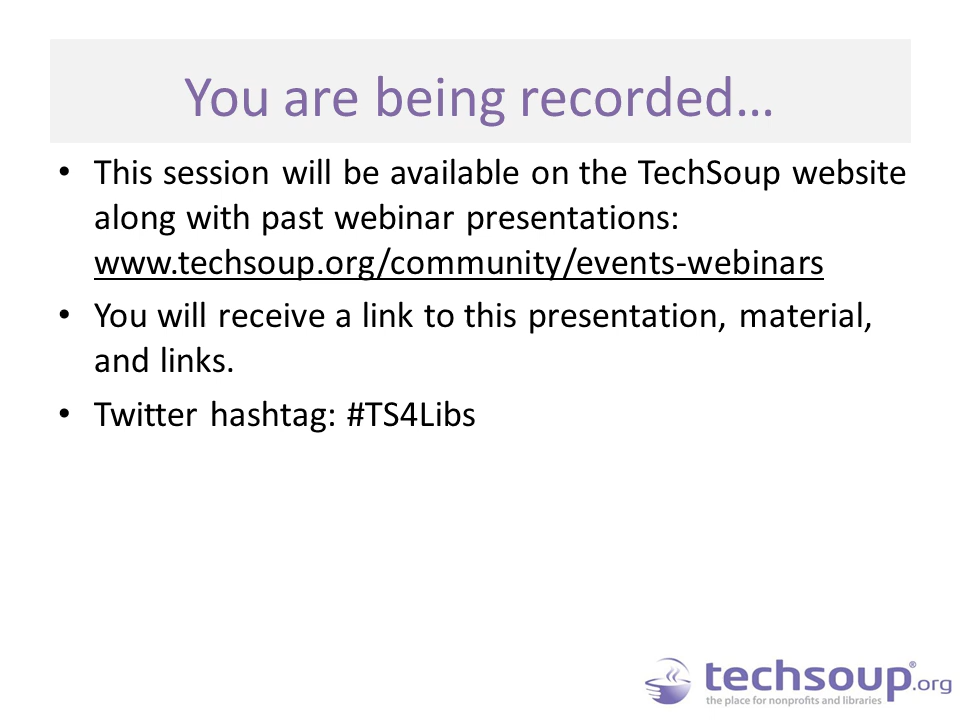 You are being recorded…
• This session will be available on the TechSoup website
along with past webinar presentations:
www.techsoup.org/community/events-webinars
• You will receive a link to this presentation, material,
and links.
• Twitter hashtag: #TS4Libs
techsoup®.org
the place for nonprofits and libraries